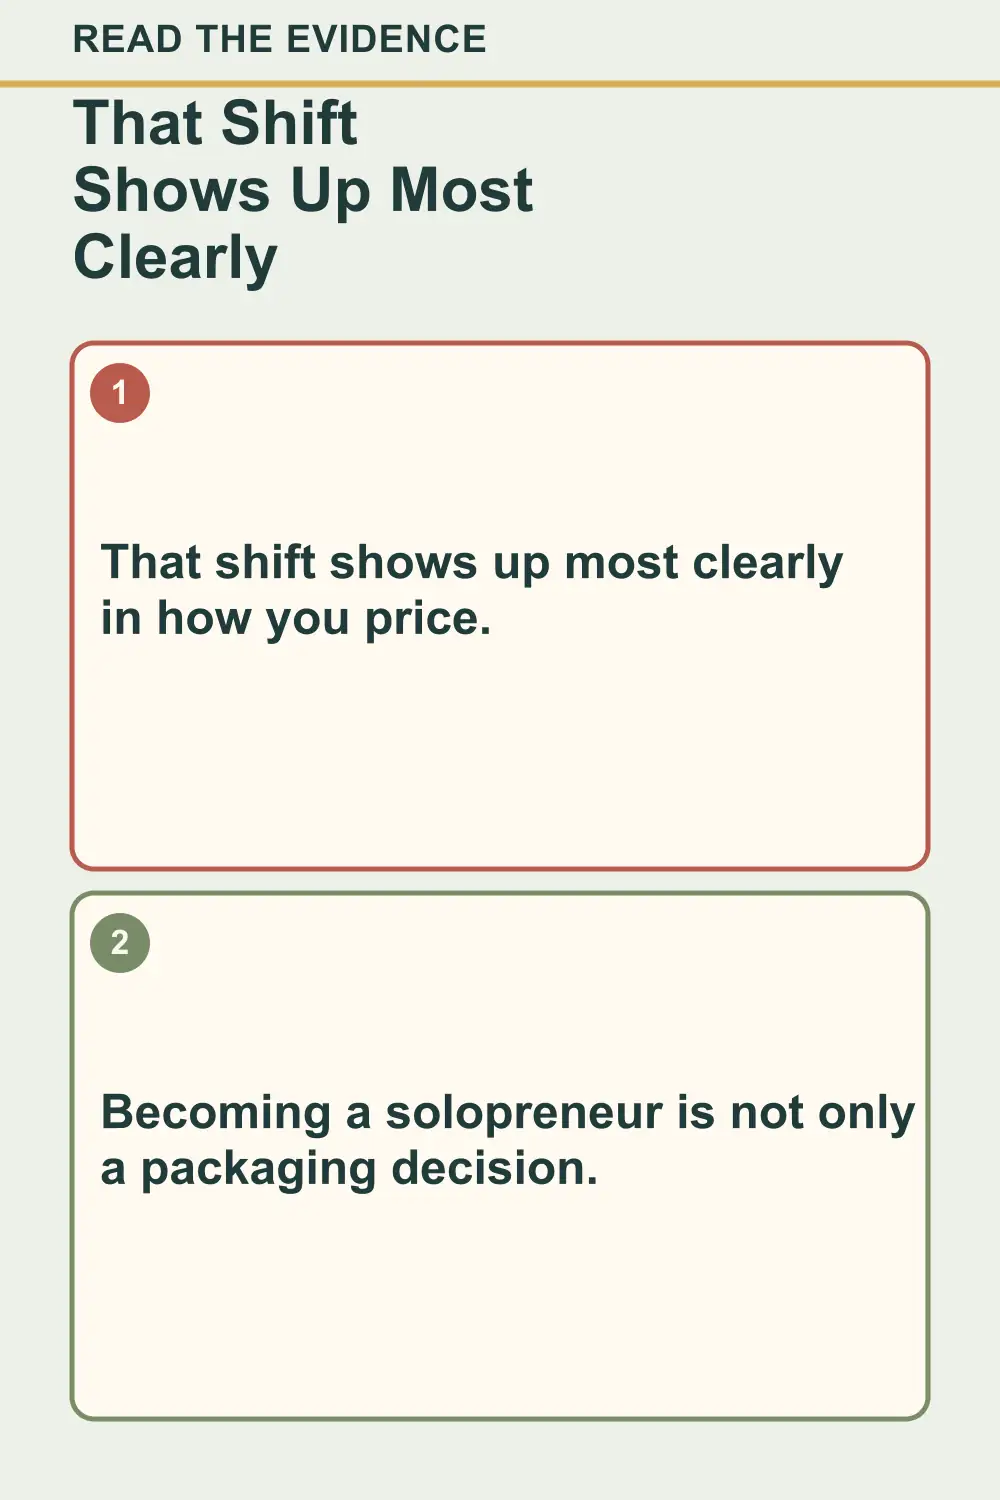 READ THE EVIDENCE
That Shift
Shows Up Most
Clearly
1
That shift shows up most clearly
in how you price.
2
Becoming a solopreneur is not only
a packaging decision.